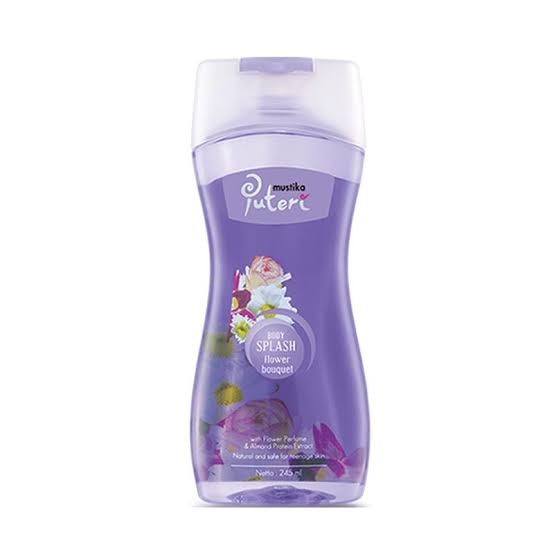 mustika
Puteri
BODY
SPLASH
flower
bouquet
with Flower Perfume
& Almond Protein Extract
Natural and safe for teenage skin
Netto : 245 ml